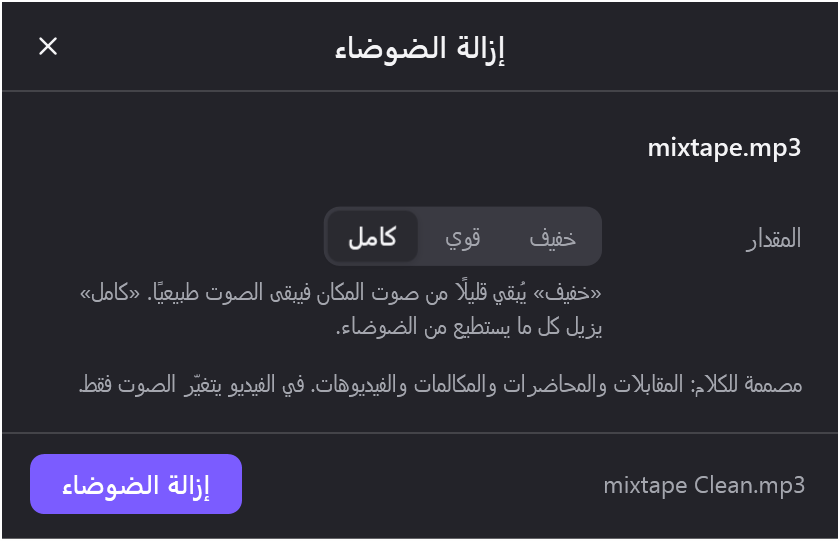 إزالة الضوضاء
mixtape.mp3
المقدار
خفيف
قوي
كامل
«خفيف» يُبقي قليلًا من صوت المكان فيبقى الصوت طبيعيًا. «كامل»
يزيل كل ما يستطيع من الضوضاء.
مصممة للكلام: المقابلات والمحاضرات والمكالمات والفيديوهات. في الفيديو يتغيّر الصوت فقط.
mixtape Clean.mp3
إزالة الضوضاء